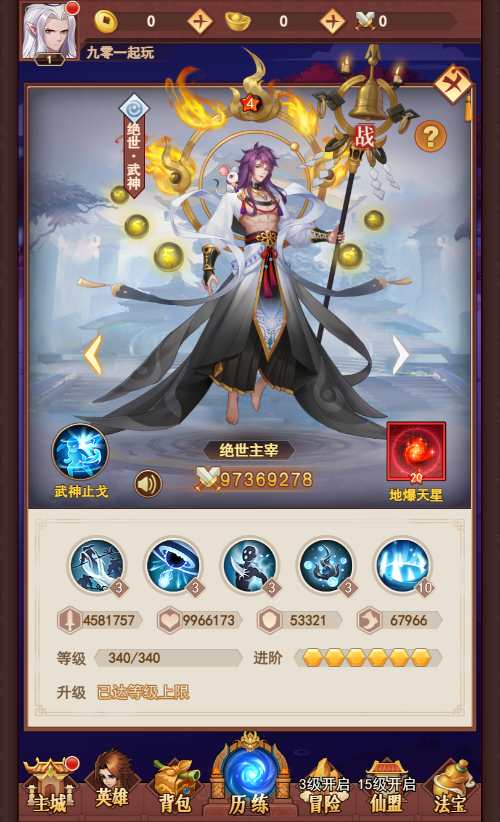 0
0
0
1
九零一起玩
4
战
?
绝世·武神
绝世主宰
97369278
武神止戈
20
地爆天星
3
3
3
3
10
4581757
9966173
53321
67966
等级 340/340
进阶
升级 已达等级上限
主城
英雄
背包
历练
3级开启
冒险
15级开启
仙盟
法宝